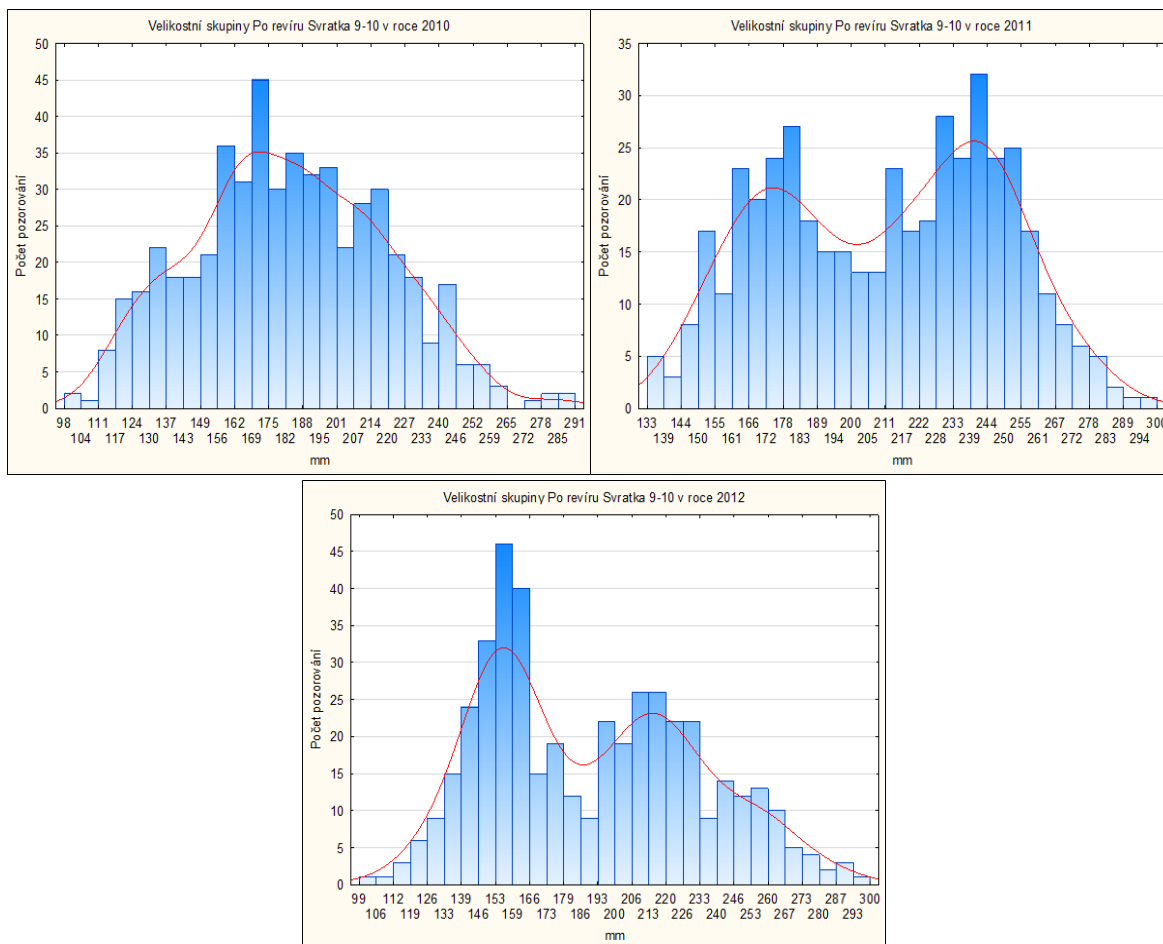 Velikostní skupiny Po revíru Svratka 9-10 v roce 2010
Počet pozorování
50
45
40
35
30
25
20
15
10
5
0
98 111 124 137 149 162 175 188 201 214 227 240 252 265 278 291
104 117 130 143 156 169 182 195 207 220 233 246 259 272 285
mm
Velikostní skupiny Po revíru Svratka 9-10 v roce 2011
Počet pozorování
35
30
25
20
15
10
5
0
133 144 155 166 178 189 200 211 222 233 244 255 267 278 289 300
139 150 161 172 183 194 205 217 228 239 250 261 272 283 294
mm
Velikostní skupiny Po revíru Svratka 9-10 v roce 2012
Počet pozorování
50
45
40
35
30
25
20
15
10
5
0
99 112 126 139 153 166 179 193 206 220 233 246 260 273 287 300
106 119 133 146 159 173 186 200 213 226 240 253 267 280 293
mm